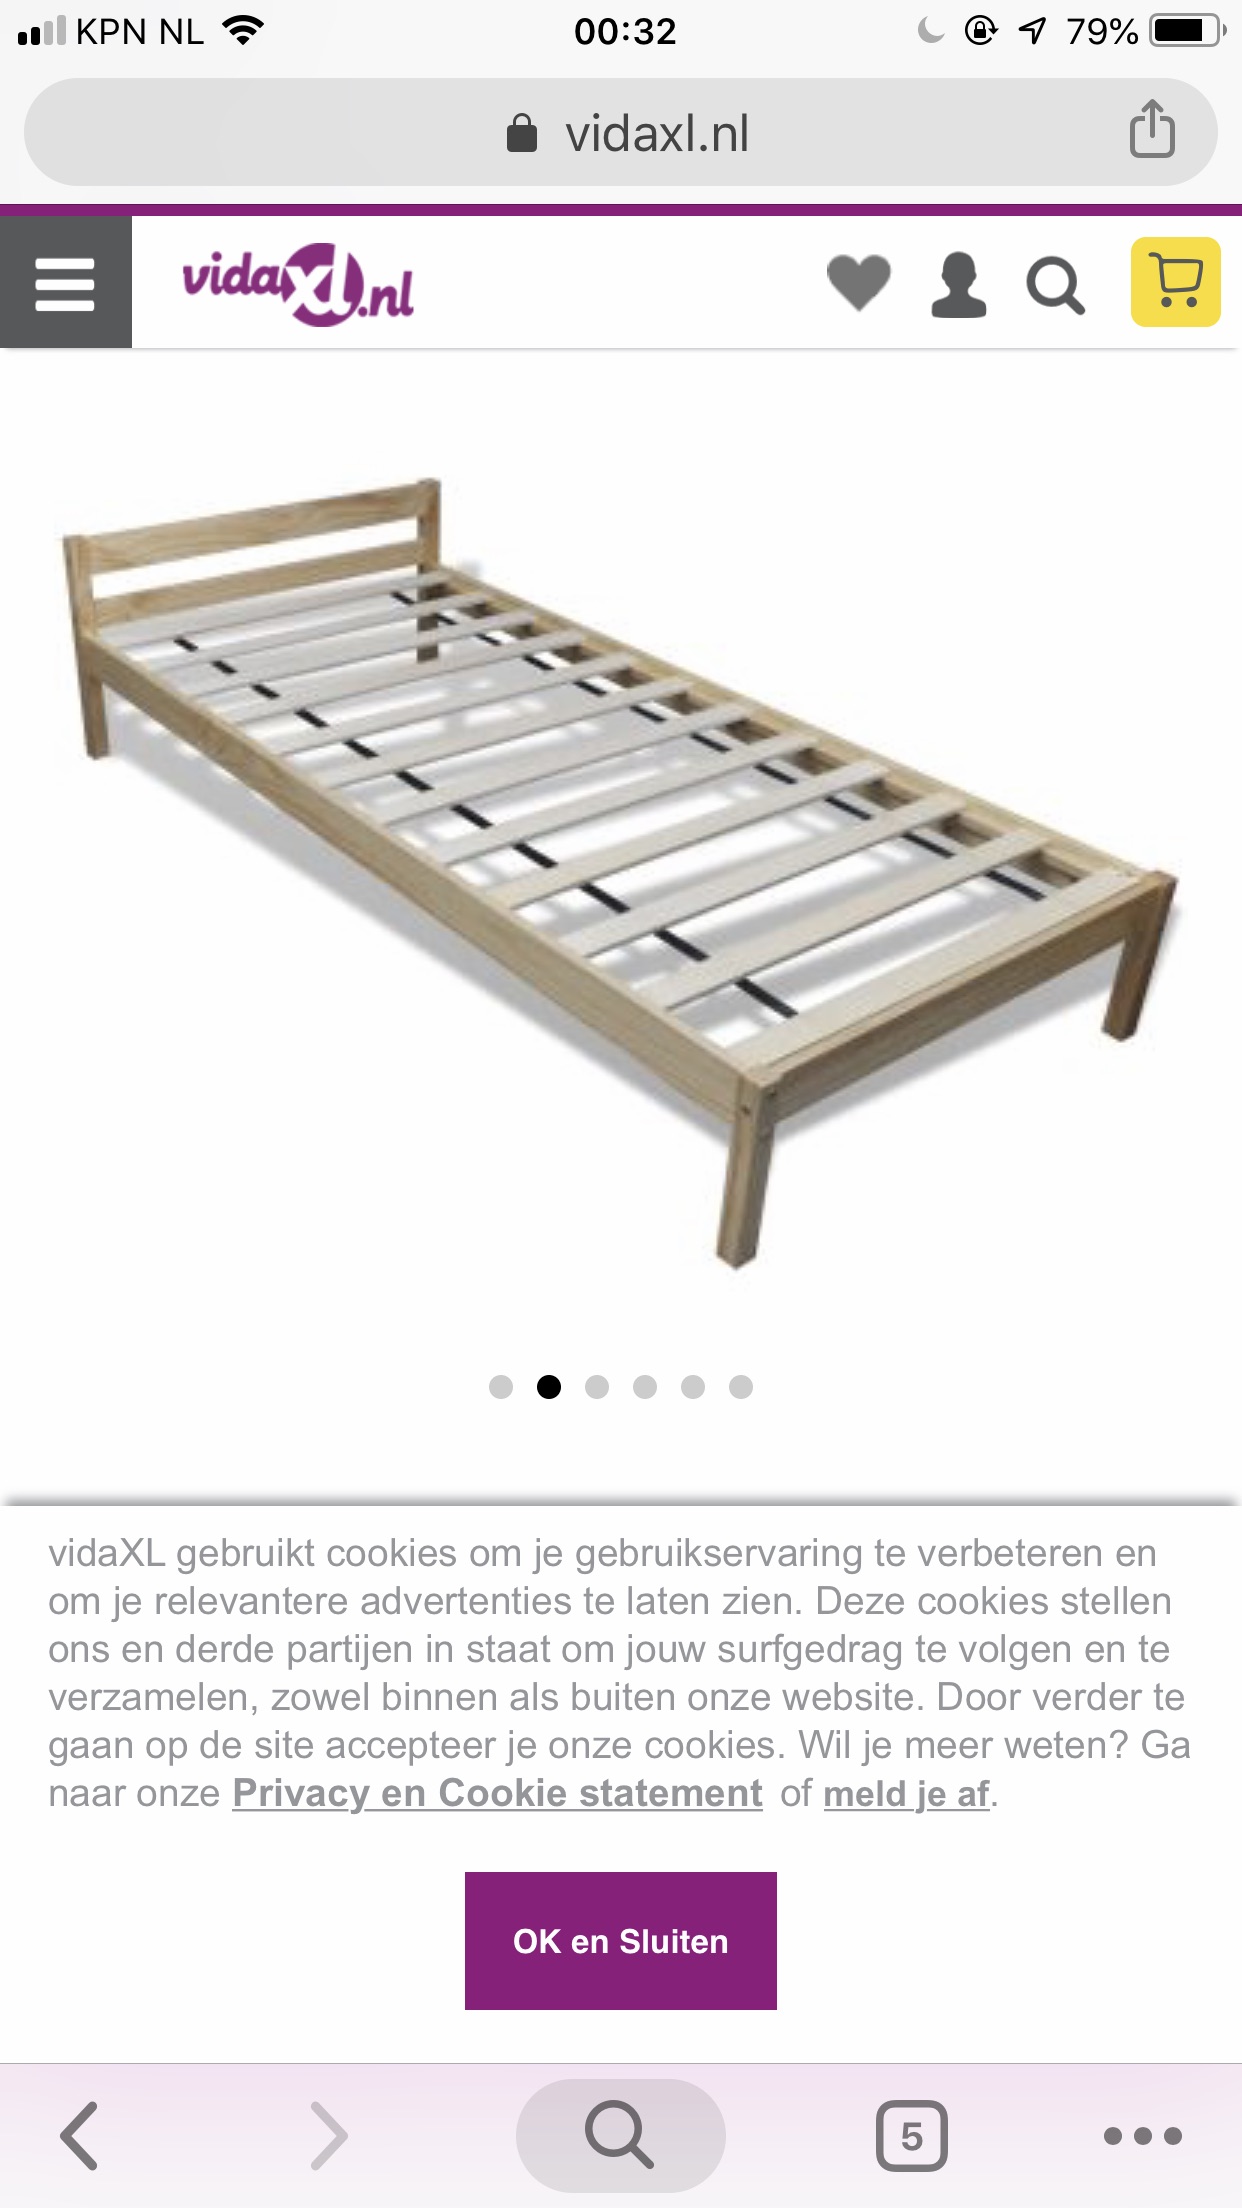 KPN NL 00:32 79%
vidaxl.nl
vidaXL.nl
vidaXL gebruikt cookies om je gebruikservaring te verbeteren en
om je relevantere advertenties te laten zien. Deze cookies stellen
ons en derde partijen in staat om jouw surfgedrag te volgen en te
verzamelen, zowel binnen als buiten onze website. Door verder te
gaan op de site accepteer je onze cookies. Wil je meer weten? Ga
naar onze Privacy en Cookie statement of meld je af.
OK en Sluiten
5